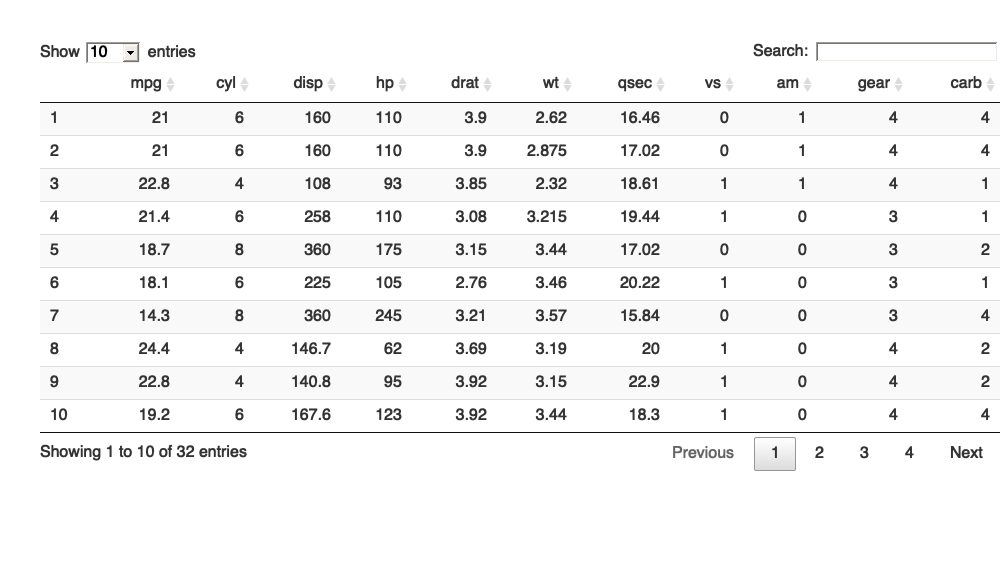 Show 10 entries Search:
mpg cyl disp hp drat wt qsec vs am gear carb
1 21 6 160 110 3.9 2.62 16.46 0 1 4 4
2 21 6 160 110 3.9 2.875 17.02 0 1 4 4
3 22.8 4 108 93 3.85 2.32 18.61 1 1 4 1
4 21.4 6 258 110 3.08 3.215 19.44 1 0 3 1
5 18.7 8 360 175 3.15 3.44 17.02 0 0 3 2
6 18.1 6 225 105 2.76 3.46 20.22 1 0 3 1
7 14.3 8 360 245 3.21 3.57 15.84 0 0 3 4
8 24.4 4 146.7 62 3.69 3.19 20 1 0 4 2
9 22.8 4 140.8 95 3.92 3.15 22.9 1 0 4 2
10 19.2 6 167.6 123 3.92 3.44 18.3 1 0 4 4
Showing 1 to 10 of 32 entries Previous 1 2 3 4 Next